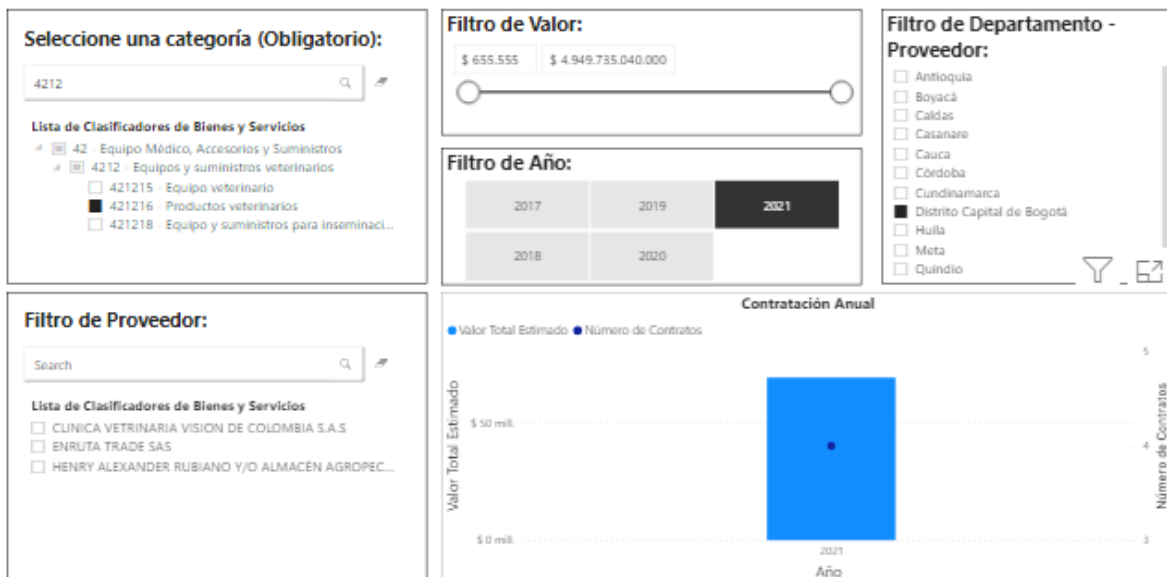 Seleccione una categoría (Obligatorio):
4212
Lista de Clasificadores de Bienes y Servicios
42 - Equipo Médico, Accesorios y Suministros
4212 - Equipos y suministros veterinarios
421215 - Equipo veterinario
421216 - Productos veterinarios
421218 - Equipo y suministros para inseminaci...
Filtro de Valor:
$ 655.555 $ 4.949.735.040.000
Filtro de Año:
2017 2019 2021
2018 2020
Filtro de Departamento -
Proveedor:
Antioquia
Boyacá
Caldas
Casanare
Cauca
Córdoba
Cundinamarca
Distrito Capital de Bogotá
Huila
Meta
Quindio
Filtro de Proveedor:
Search
Lista de Clasificadores de Bienes y Servicios
CLINICA VETRINARIA VISION DE COLOMBIA S.A.S
ENRUTA TRADE SAS
HENRY ALEXANDER RUBIANO Y/O ALMACÉN AGROPEC...
Contratación Anual
Valor Total Estimado Número de Contratos
Valor Total Estimado
$ 50 mill.
$ 0 mill.
2021
Año
5
4
3
Número de Contratos